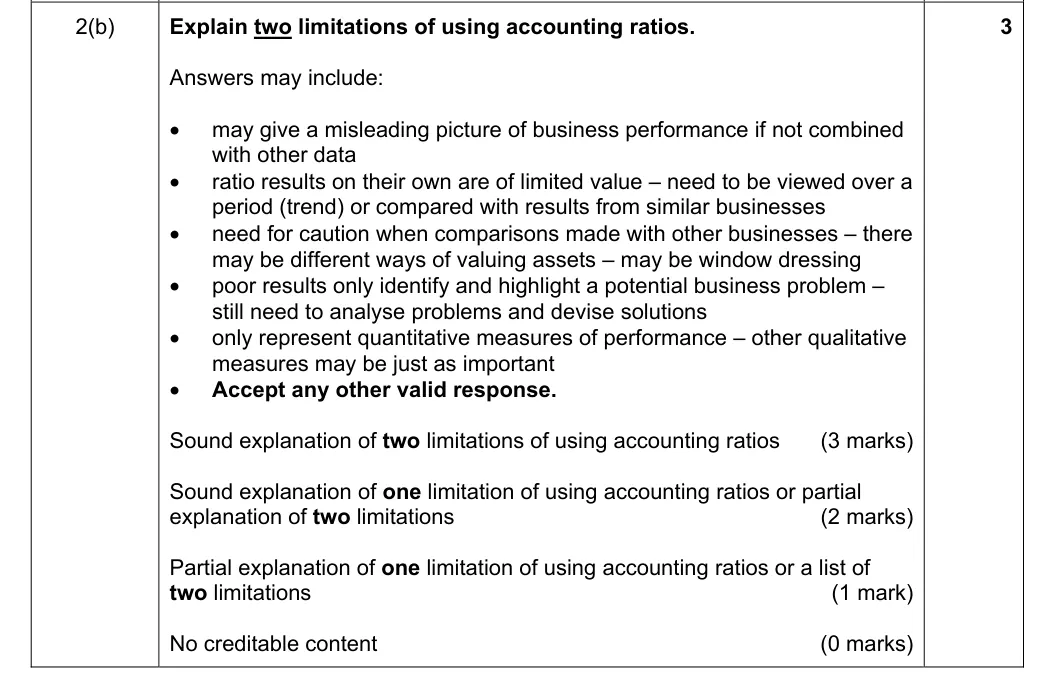 2(b)
Explain two limitations of using accounting ratios.
3
Answers may include:
• may give a misleading picture of business performance if not combined
with other data
• ratio results on their own are of limited value – need to be viewed over a
period (trend) or compared with results from similar businesses
• need for caution when comparisons made with other businesses – there
may be different ways of valuing assets – may be window dressing
• poor results only identify and highlight a potential business problem –
still need to analyse problems and devise solutions
• only represent quantitative measures of performance – other qualitative
measures may be just as important
• Accept any other valid response.
Sound explanation of two limitations of using accounting ratios (3 marks)
Sound explanation of one limitation of using accounting ratios or partial
explanation of two limitations (2 marks)
Partial explanation of one limitation of using accounting ratios or a list of
two limitations (1 mark)
No creditable content (0 marks)